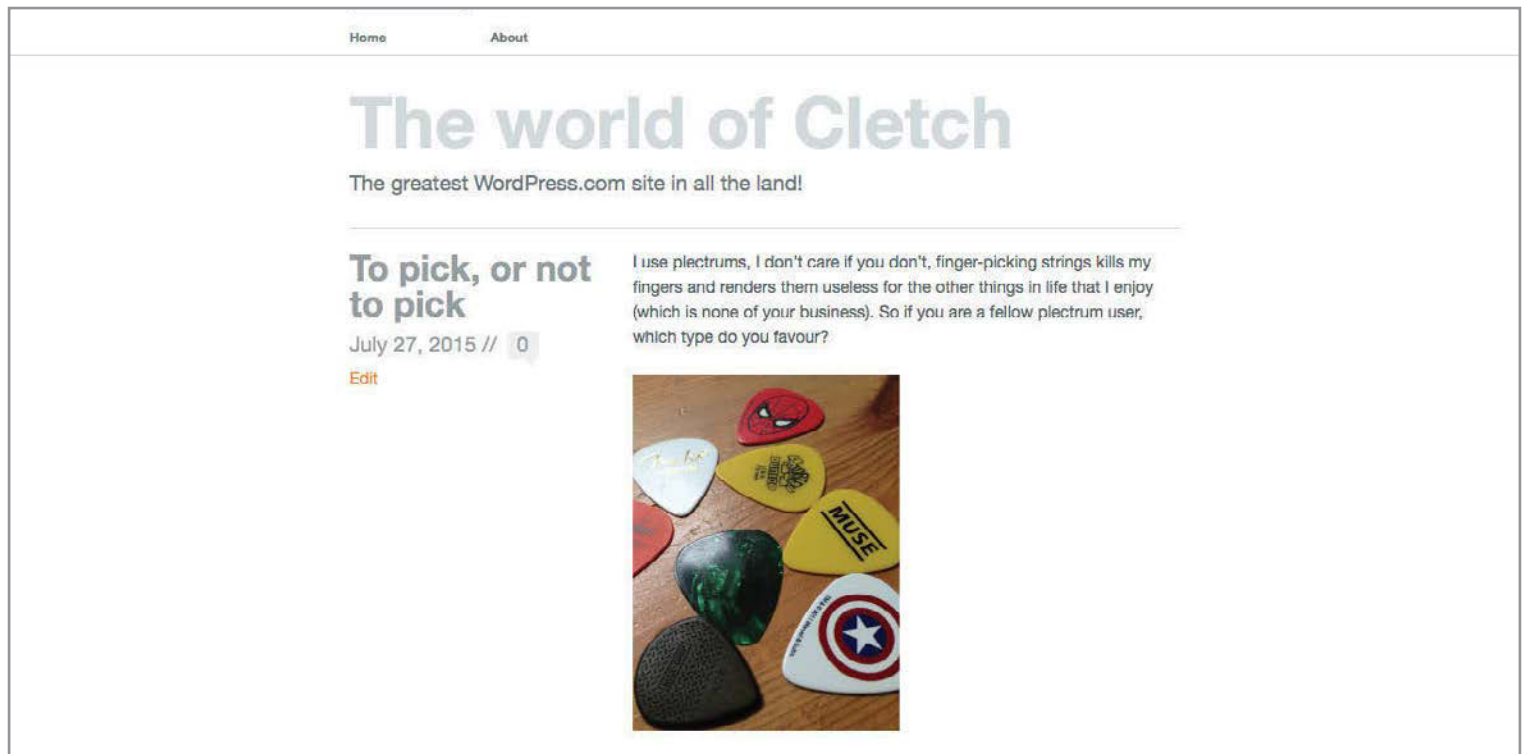 Home About
The world of Cletch
The greatest WordPress.com site in all the land!
To pick, or not
to pick
July 27, 2015 // 0
Edit
I use plectrums, I don't care if you don't, finger-picking strings kills my
fingers and renders them useless for the other things in life that I enjoy
(which is none of your business). So if you are a fellow plectrum user,
which type do you favour?
MUSE